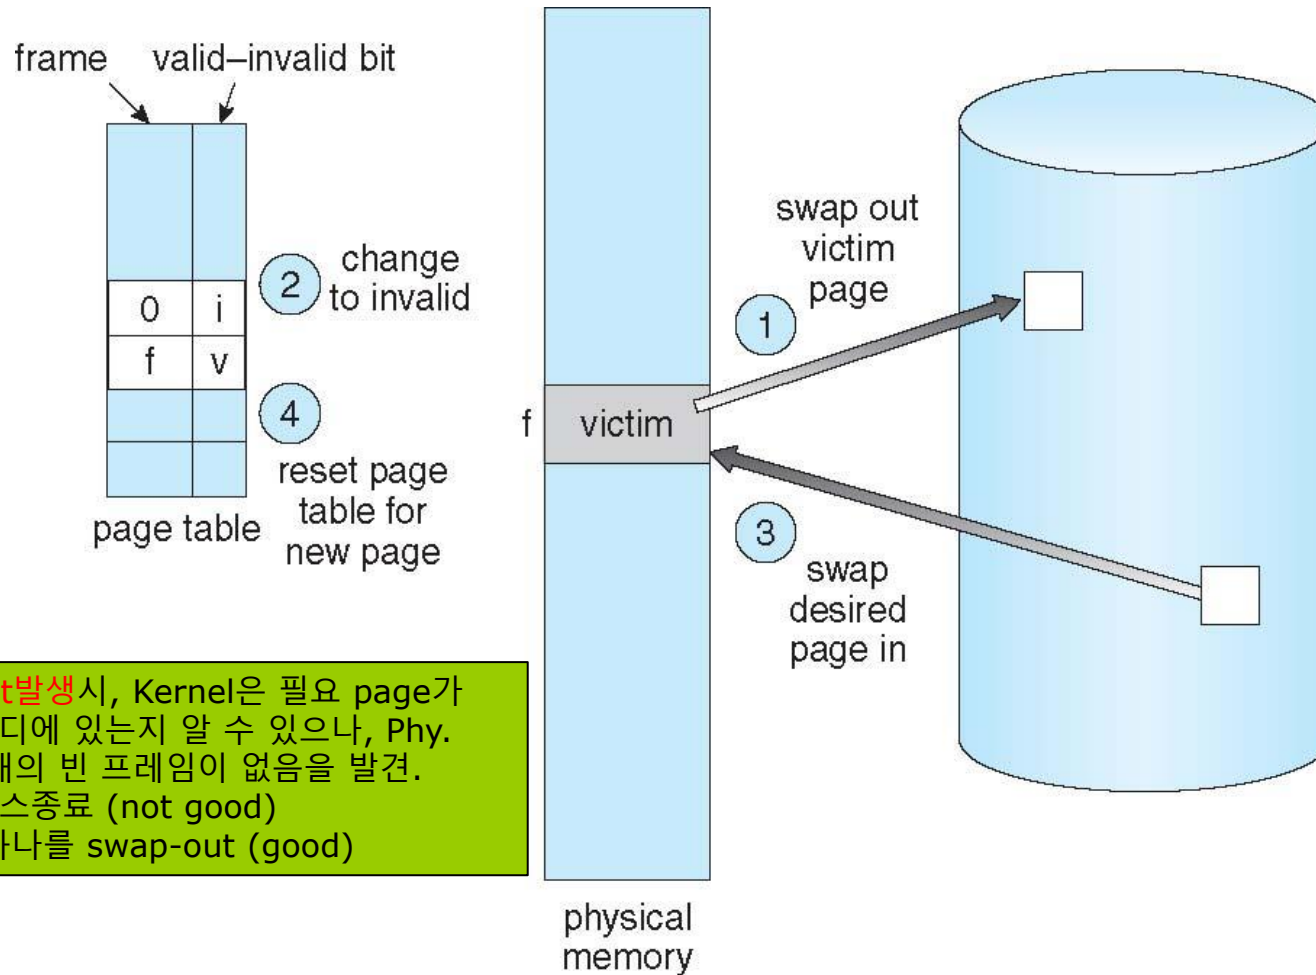 frame valid–invalid bit
0 i
f v
2 change
to invalid
4
reset page
table for
new page
page table
swap out
victim
page
1
f victim
3
swap
desired
page in
t발생시, Kernel은 필요 page가
디에 있는지 알 수 있으나, Phy.
의 빈 프레임이 없음을 발견.
스종료 (not good)
하나를 swap-out (good)
physical
memory